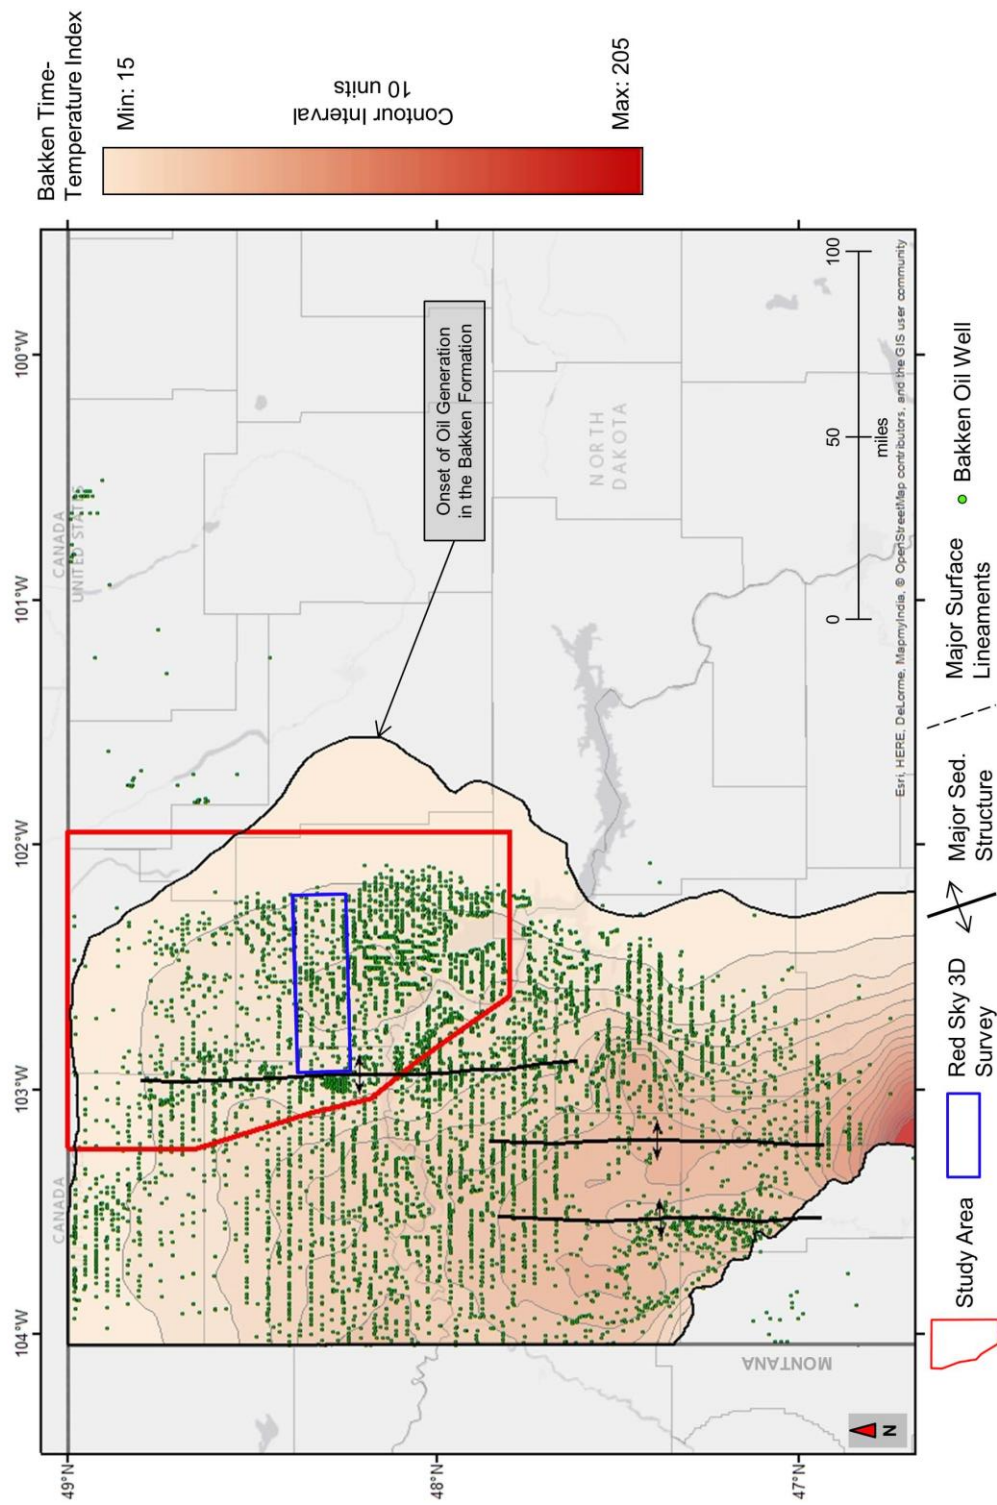 104°W
103°W
102°W
101°W
100°W
49°N
48°N
47°N
CANADA
CANADA
UNITED STATES
MONTANA
NORTH
DAKOTA
Onset of Oil Generation
in the Bakken Formation
N
0
50
100
miles
Esri, HERE, DeLorme, MapmyIndia, © OpenStreetMap contributors, and the GIS user community
Bakken Time-
Temperature Index
Min: 15
Contour Interval
10 units
Max: 205
Study Area
Red Sky 3D
Survey
Major Sed.
Structure
Major Surface
Lineaments
Bakken Oil Well